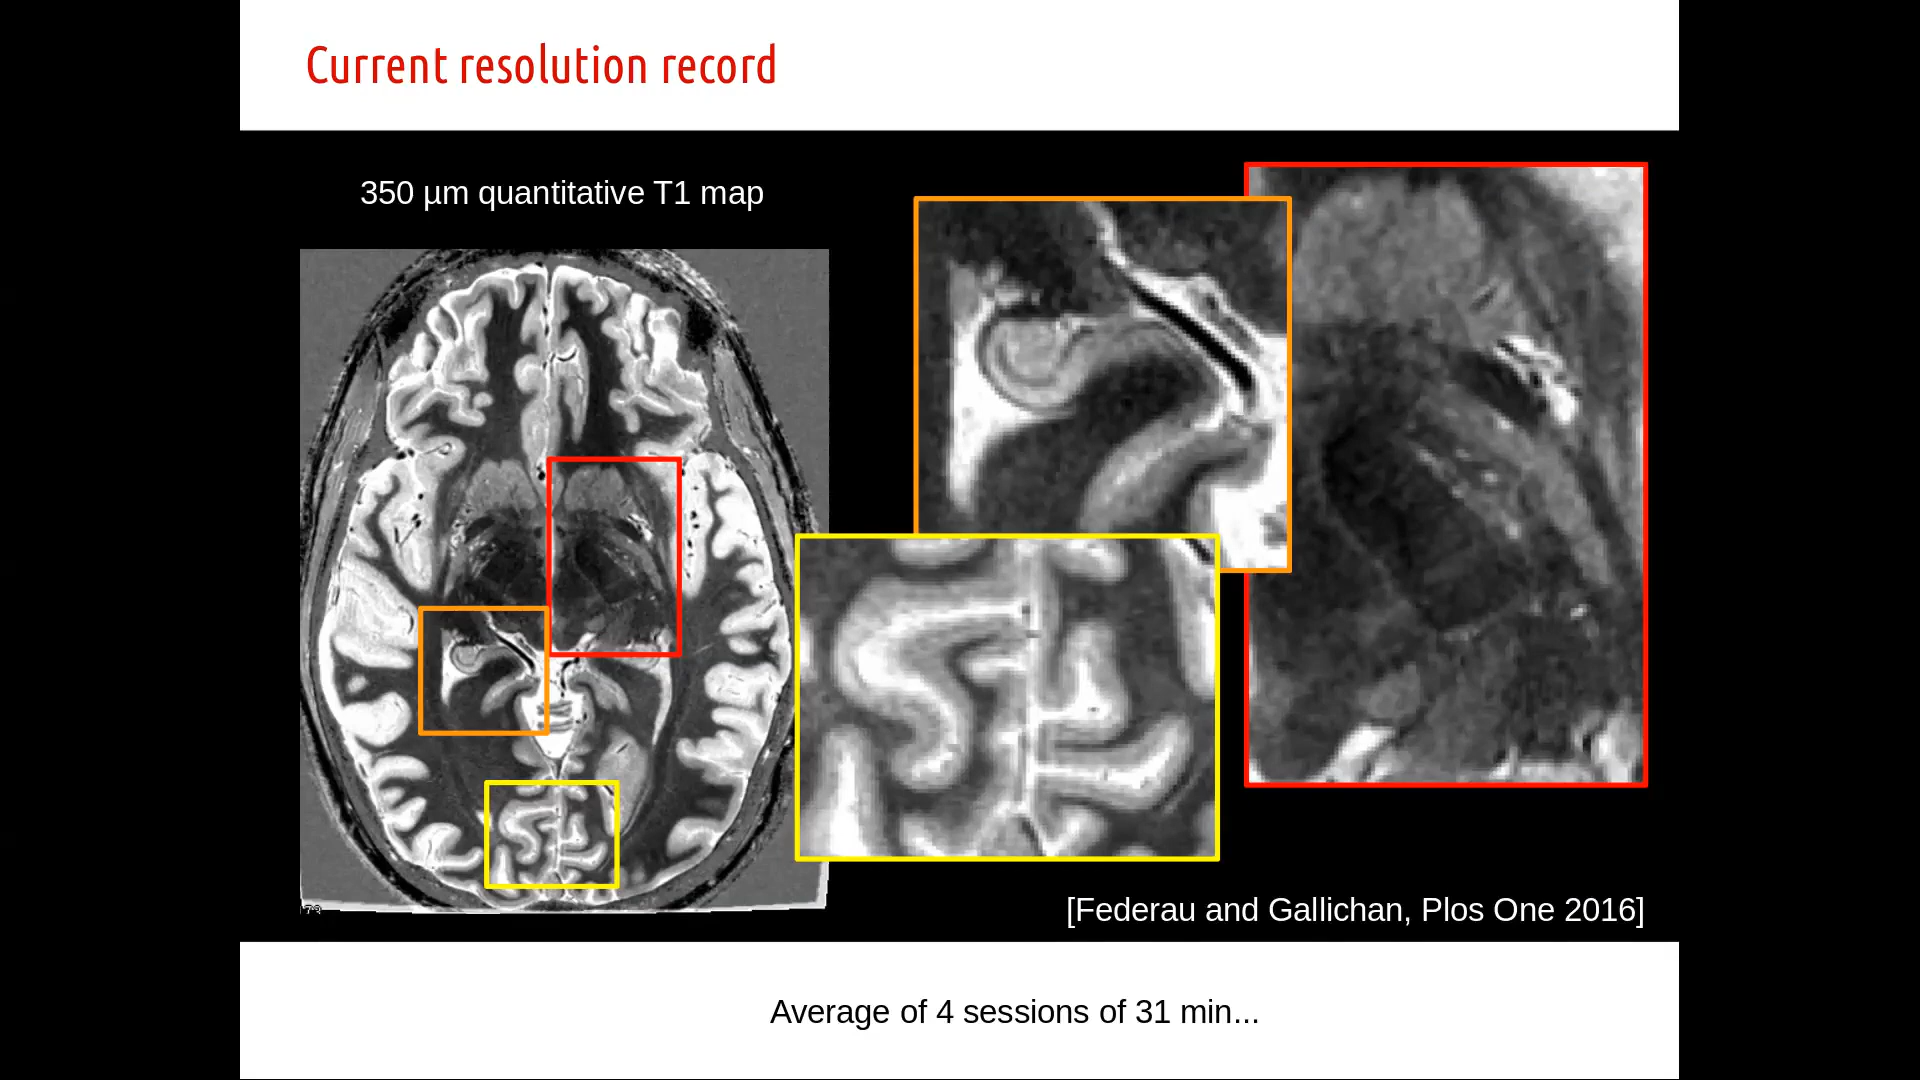 Current resolution record
350 µm quantitative T1 map
73
[Federau and Gallichan, Plos One 2016]
Average of 4 sessions of 31 min...